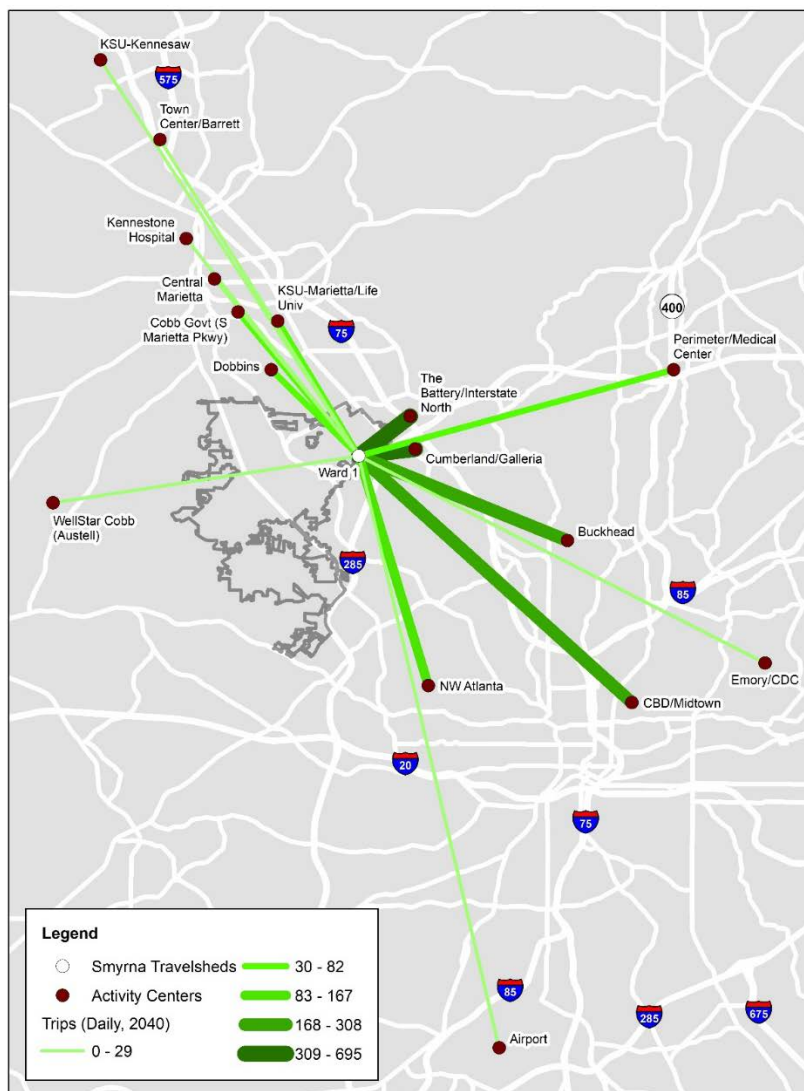 KSU-Kennesaw
575
Town
Center/Barrett
Kennestone
Hospital
Central
Marietta
KSU-Marietta/Life
Univ
Cobb Govt (S
Marietta Pkwy)
75
400
Dobbins
Perimeter/Medical
Center
The
Battery/Interstate
North
Ward 1
Cumberland/Galleria
WellStar Cobb
(Austell)
Buckhead
285
85
Emory/CDC
NW Atlanta
CBD/Midtown
20
75
Legend
Smyrna Travelsheds
Activity Centers
Trips (Daily, 2040)
0 - 29
30 - 82
83 - 167
168 - 308
309 - 695
85
285
675
Airport